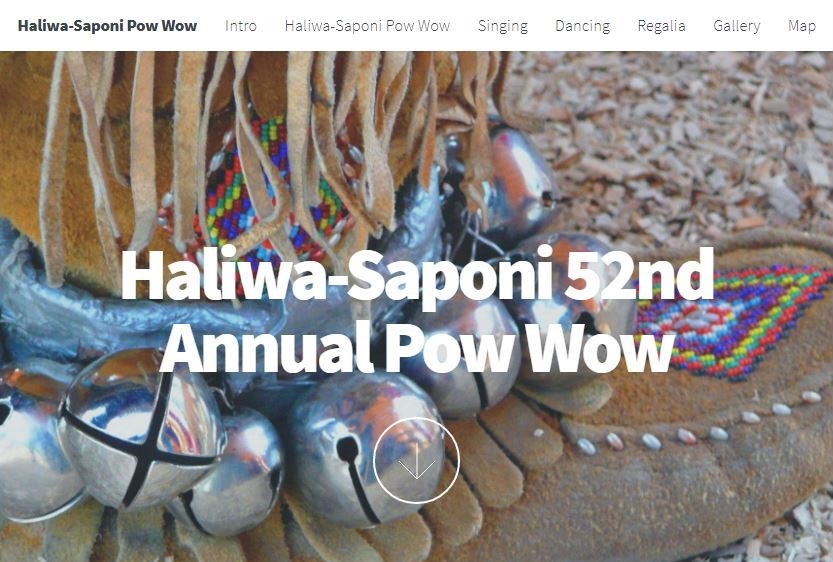 Haliwa-Saponi Pow Wow Intro Haliwa-Saponi Pow Wow Singing Dancing Regalia Gallery Map
Haliwa-Saponi 52nd
Annual Pow Wow